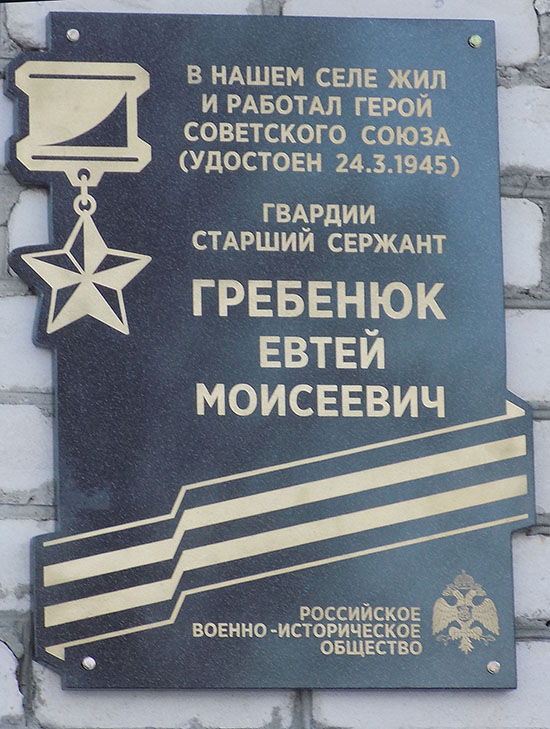 В НАШЕМ СЕЛЕ ЖИЛ
И РАБОТАЛ ГЕРОЙ
СОВЕТСКОГО СОЮЗА
(УДОСТОЕН 24.3.1945)
ГВАРДИИ
СТАРШИЙ СЕРЖАНТ
ГРЕБЕНЮК
ЕВТЕЙ
МОИСЕЕВИЧ
РОССИЙСКОЕ
ВОЕННО-ИСТОРИЧЕСКОЕ
ОБЩЕСТВО